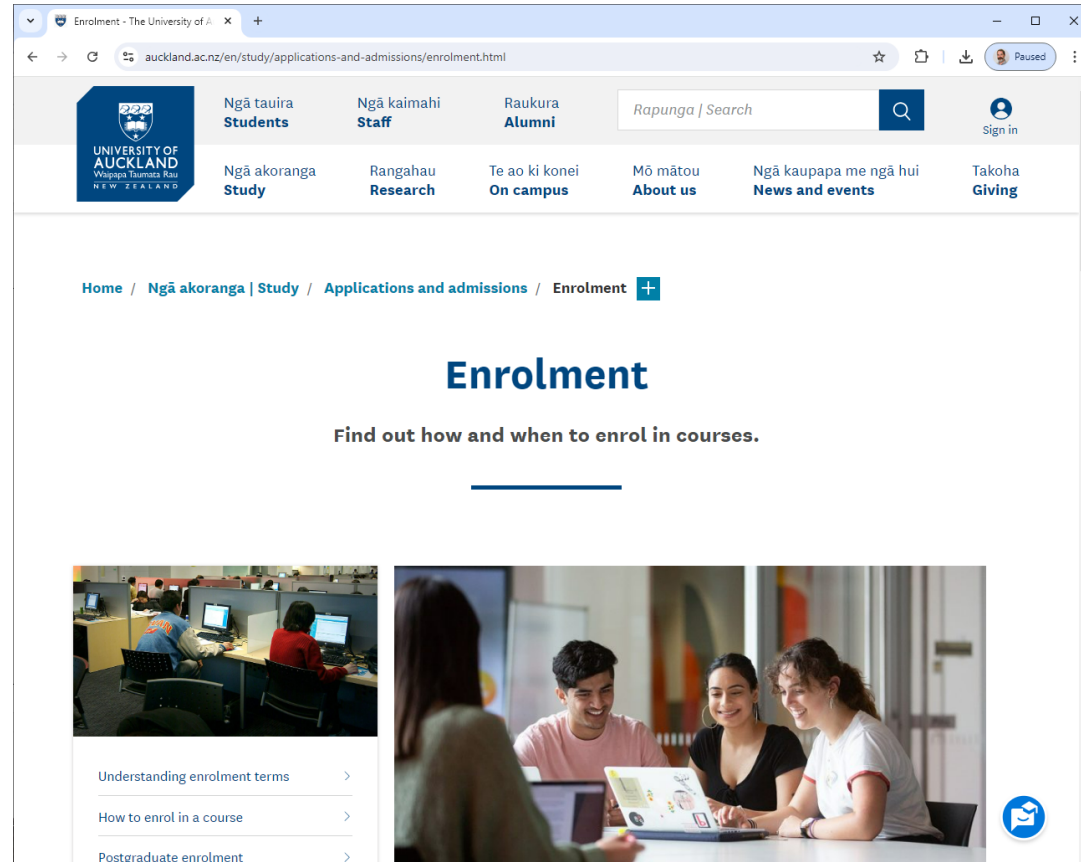 Enrolment - The University of A
auckland.ac.nz/en/study/applications-and-admissions/enrolment.html
Paused
Ngā tauira
Students
Ngā kaimahi
Staff
Raukura
Alumni
Rapunga | Search
Sign in
UNIVERSITY OF
AUCKLAND
Waipapa Taumata Rau
NEW ZEALAND
Ngā akoranga
Study
Rangahau
Research
Te ao ki konei
On campus
Mō mātou
About us
Ngā kaupapa me ngā hui
News and events
Takoha
Giving
Home / Ngā akoranga | Study / Applications and admissions / Enrolment
Enrolment
Find out how and when to enrol in courses.
Understanding enrolment terms
How to enrol in a course
Postgraduate enrolment